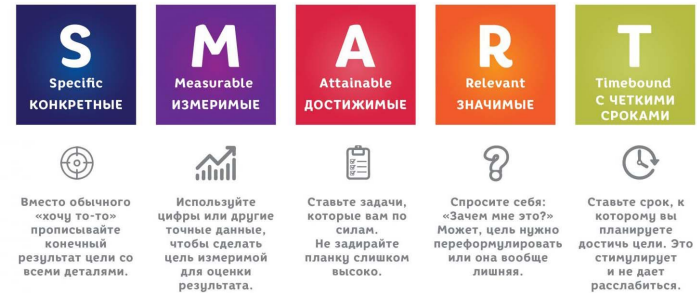 S
Specific
КОНКРЕТНЫЕ
Вместо обычного
«хочу то-то»
прописывайте
конечный
результат цели со
всеми деталями.
M
Measurable
ИЗМЕРИМЫЕ
Используйте
цифры или другие
точные данные,
чтобы сделать
цель измеримой
для оценки
результата.
A
Attainable
ДОСТИЖИМЫЕ
Ставьте задачи,
которые вам по
силам.
Не задирайте
планку слишком
высоко.
R
Relevant
ЗНАЧИМЫЕ
Спросите себя:
«Зачем мне это?»
Может, цель нужно
переформулировать
или она вообще
лишняя.
T
Timebound
С ЧЕТКИМИ
СРОКАМИ
Ставьте срок, к
которому вы
планируете
достичь цели. Это
стимулирует
и не дает
расслабиться.